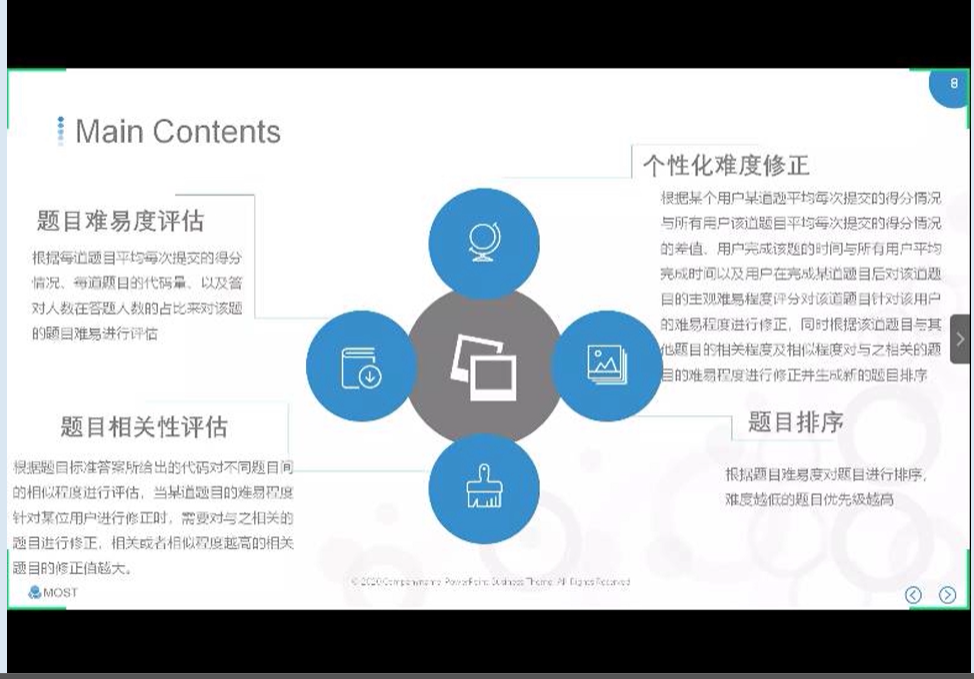 8
Main Contents
题目难易度评估
根据每道题目平均每次提交的得分
情况、每道题目的代码量、以及答
对人数在答题人数的占比来对该题
的题目难易进行评估
个性化难度修正
根据某个用户某道题平均每次提交的得分情况
与所有用户该道题目平均每次提交的得分情况
的差值、用户完成该题的时间与所有用户平均
完成时间以及用户在完成某道题目后对该道题
目的主观难易程度评分对该道题目针对该用户
的难易程度进行修正，同时根据该道题目与其
他题目的相关程度及相似程度对与之相关的题
目的难易程度进行修正并生成新的题目排序
题目相关性评估
根据题目标准答案所给出的代码对不同题目间
的相似程度进行评估，当某道题目的难易程度
针对某位用户进行修正时，需要对与之相关的
题目进行修正，相关或者相似程度越高的相关
题目的修正值越大。
题目排序
根据题目难易度对题目进行排序，
难度越低的题目优先级越高
© 2020 Companyname PowerPoint Business Theme. All Rights Reserved
MOST